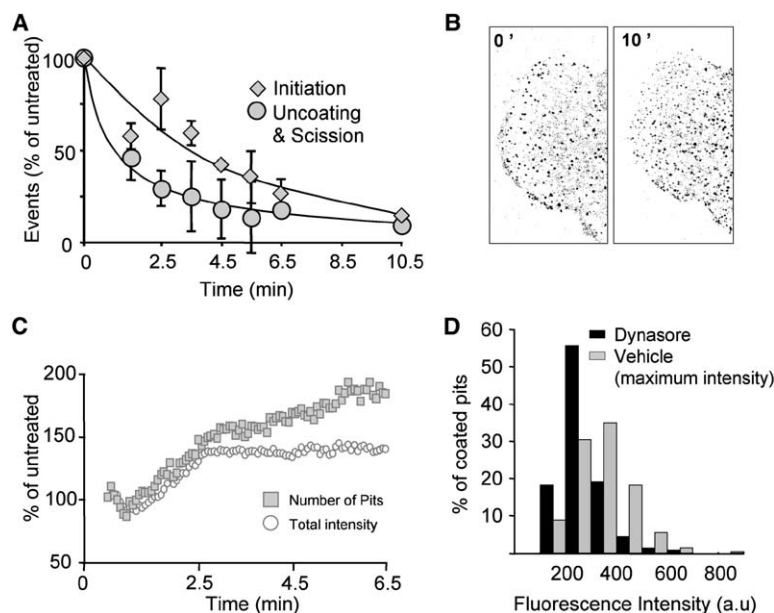 A
Events (% of untreated)
100
50
0
0 2.5 4.5 6.5 8.5 10.5
Time (min)
Initiation
Uncoating
& Scission
B
0’
10’
C
% of untreated
200
150
100
50
0 2.5 4.5 6.5
Time (min)
Number of Pits
Total intensity
D
% of coated pits
60
50
40
30
20
10
200 400 600 800
Fluorescence Intensity (a.u)
Dynasore
Vehicle
(maximum intensity)